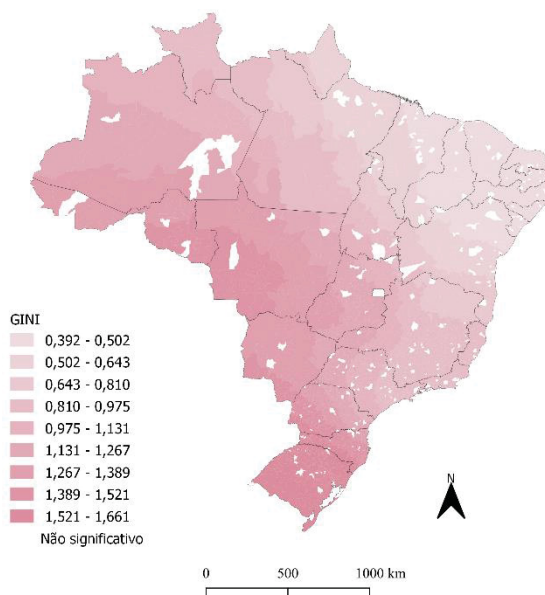 GINI
0,392 - 0,502
0,502 - 0,643
0,643 - 0,810
0,810 - 0,975
0,975 - 1,131
1,131 - 1,267
1,267 - 1,389
1,389 - 1,521
1,521 - 1,661
Não significativo
N
0 500 1000 km